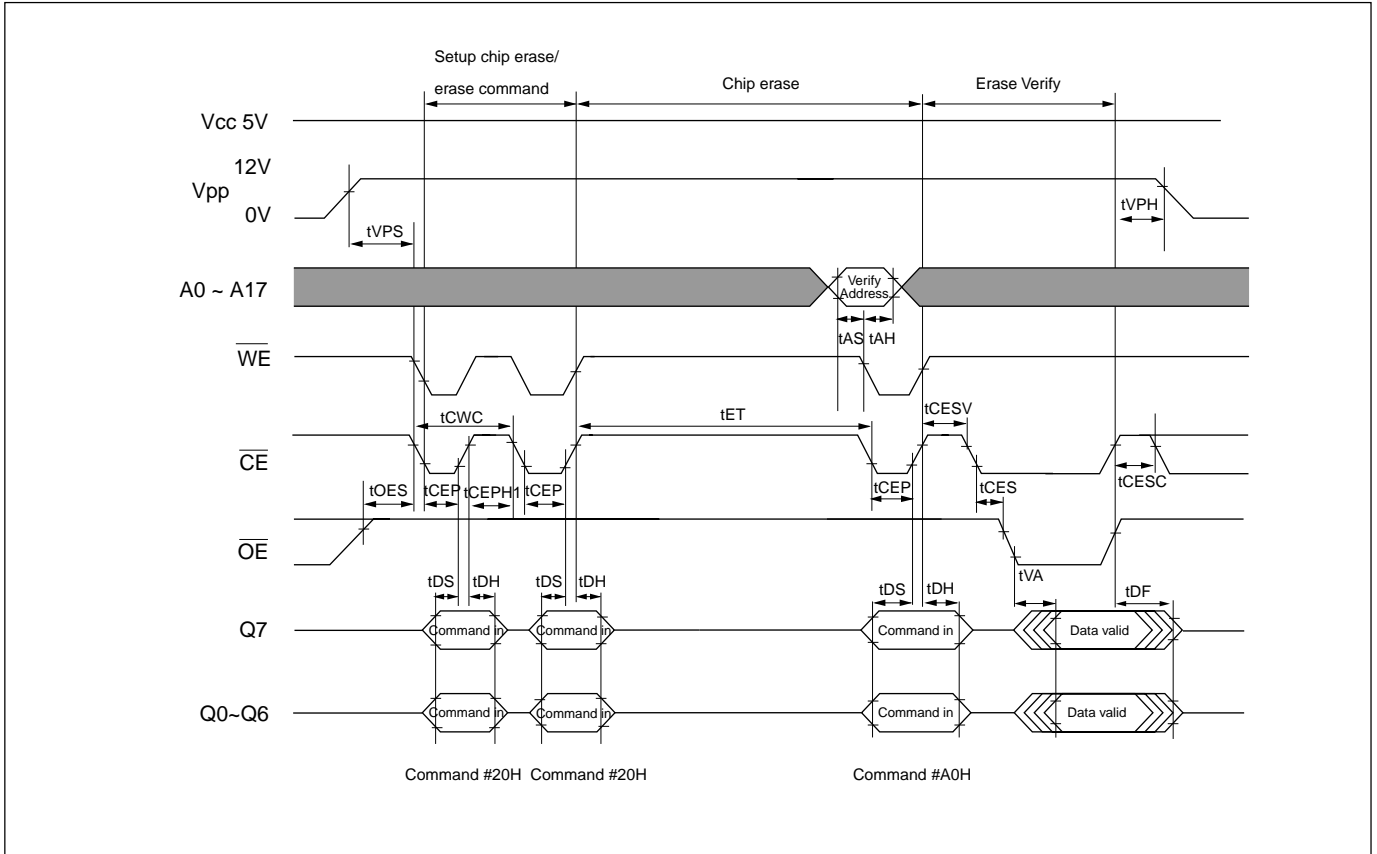 Setup chip erase/
erase command
Chip erase
Erase Verify
Vcc 5V
12V
Vpp
0V
tVPS
tVPH
A0 ~ A17
Verify
Address
tAS
tAH
WE
tCWC
tET
tCESV
CE
tOES
tCEP
tCEPH1
tCEP
tCEP
tCES
tCESC
OE
tVA
tDS
tDH
tDS
tDH
tDS
tDH
tDF
Q7
Command in
Command in
Command in
Data valid
Q0~Q6
Command in
Command in
Command in
Data valid
Command #20H
Command #20H
Command #A0H